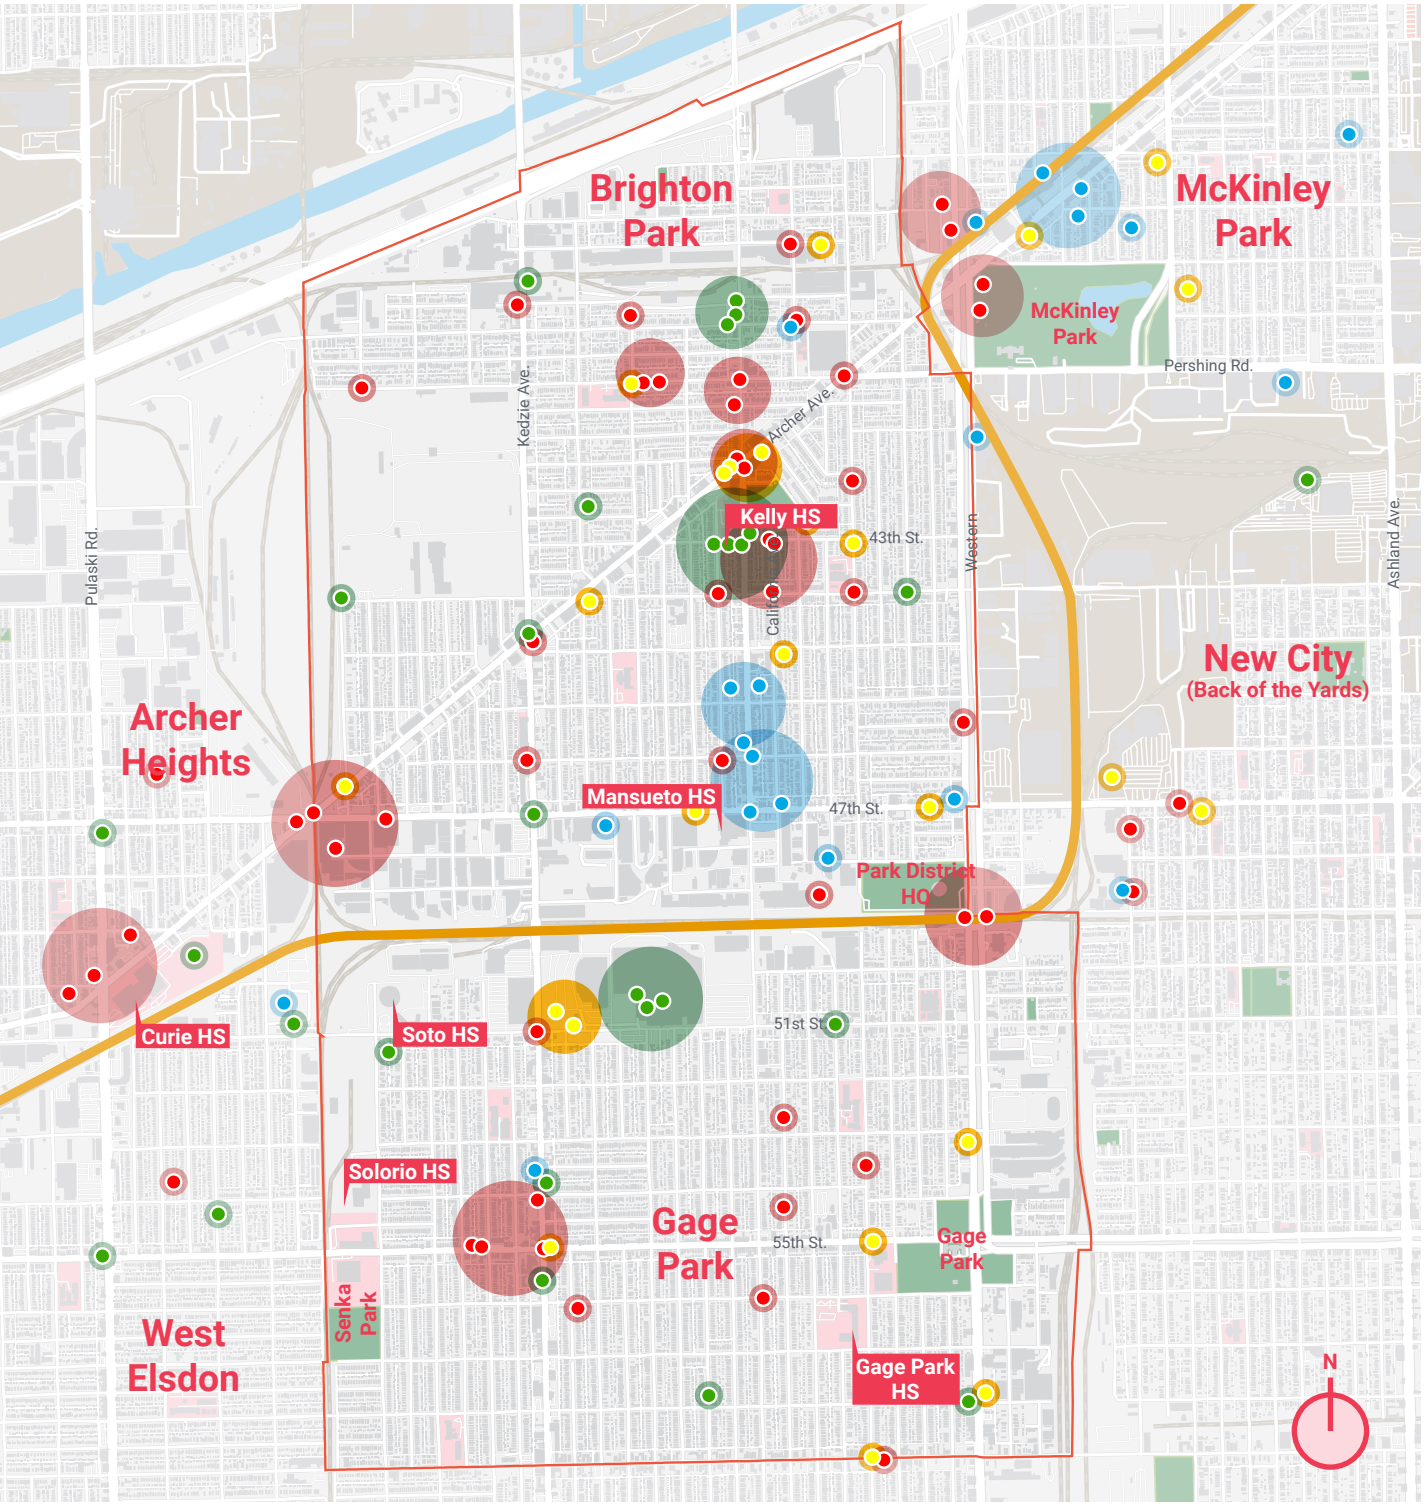 Brighton
Park
McKinley
Park
McKinley
Park
Pershing Rd.
Kedzie Ave.
Archer Ave.
Kelly HS
43th St.
Western
Ashland Ave.
Pulaski Rd.
New City
(Back of the Yards)
Archer
Heights
Mansueto HS
47th St.
Park District
HQ
Curie HS
Soto HS
51st St.
Solorio HS
Gage
Park
55th St.
Gage
Park
Senka
Park
West
Elsdon
Gage Park
HS
N